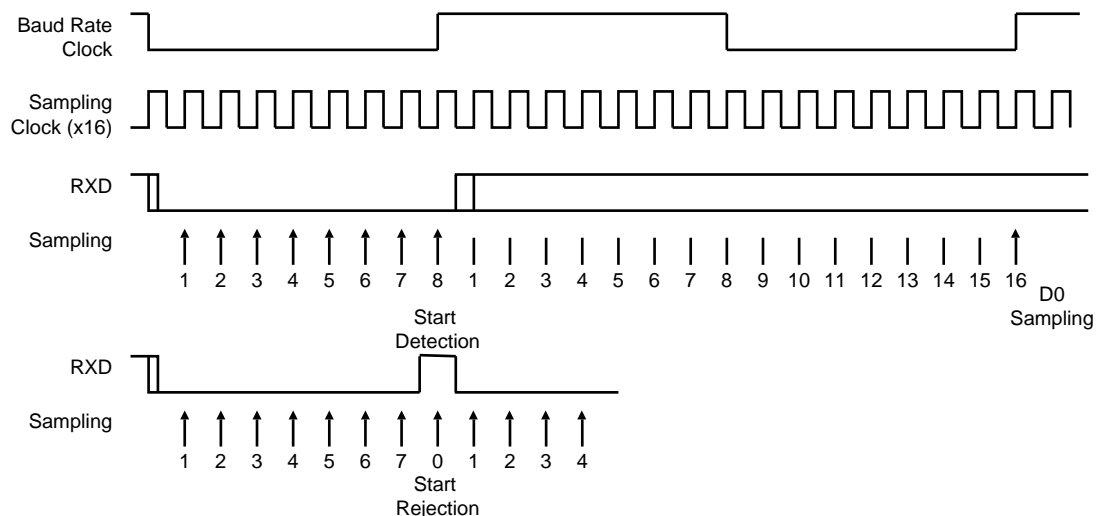 Baud Rate
Clock
Sampling
Clock (x16)
RXD
Sampling
1 2 3 4 5 6 7 8 1 2 3 4 5 6 7 8 9 10 11 12 13 14 15 16
D0
Sampling
Start
Detection
RXD
Sampling
1 2 3 4 5 6 7 0 1 2 3 4
Start
Rejection